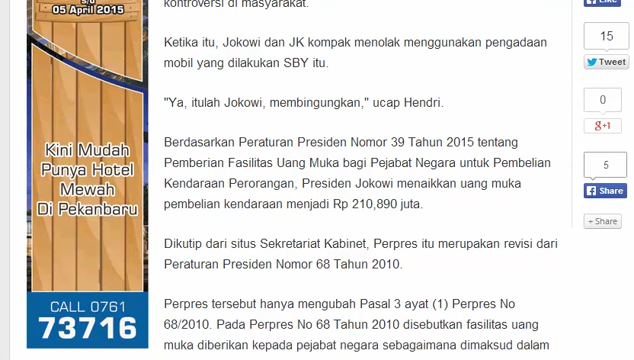 s/d
05 April 2015
Kini Mudah
Punya Hotel
Mewah
Di Pekanbaru
CALL 0761
73716
kontroversi di masyarakat.
Ketika itu, Jokowi dan JK kompak menolak menggunakan pengadaan
mobil yang dilakukan SBY itu.
"Ya, itulah Jokowi, membingungkan," ucap Hendri.
Berdasarkan Peraturan Presiden Nomor 39 Tahun 2015 tentang
Pemberian Fasilitas Uang Muka bagi Pejabat Negara untuk Pembelian
Kendaraan Perorangan, Presiden Jokowi menaikkan uang muka
pembelian kendaraan menjadi Rp 210,890 juta.
Dikutip dari situs Sekretariat Kabinet, Perpres itu merupakan revisi dari
Peraturan Presiden Nomor 68 Tahun 2010.
Perpres tersebut hanya mengubah Pasal 3 ayat (1) Perpres No
68/2010. Pada Perpres No 68 Tahun 2010 disebutkan fasilitas uang
muka diberikan kepada pejabat negara sebagaimana dimaksud dalam
Like
15
Tweet
0
g+1
5
Share
+ Share